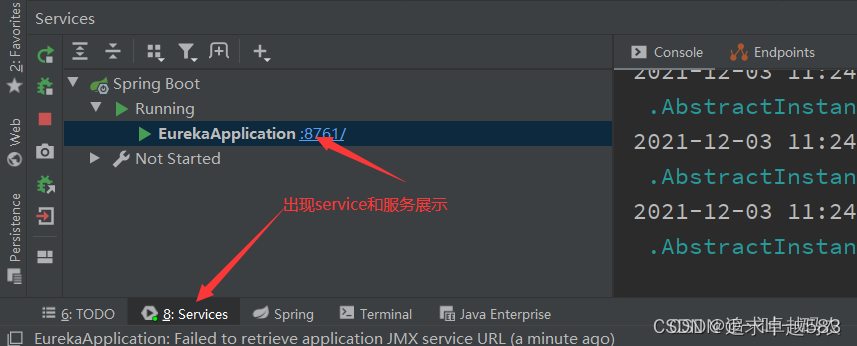 Services
2: Favorites
Web
Persistence
Console
Endpoints
Spring Boot
Running
EurekaApplication :8761/
Not Started
2021-12-03 11:24
.AbstractInstan
2021-12-03 11:24
.AbstractInstan
2021-12-03 11:24
.AbstractInstan
出现service和服务展示
6: TODO
8: Services
Spring
Terminal
Java Enterprise
EurekaApplication: Failed to retrieve application JMX service URL (a minute ago)
CSDN